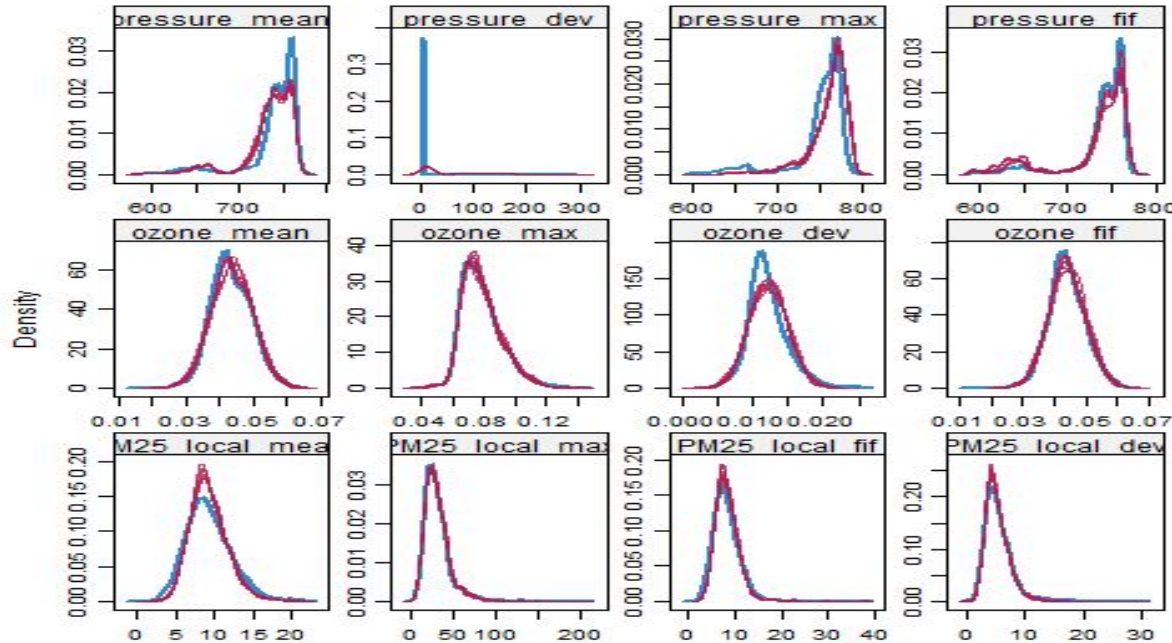 pressure mean
pressure dev
pressure max
pressure fif
0.00 0.01 0.02 0.03
0.0 0.1 0.2 0.3
0.000 0.010 0.020 0.030
0.00 0.01 0.02 0.03
600 700
0 100 200 300
600 700 800
600 700 800
ozone mean
ozone max
ozone dev
ozone fif
Density
0 20 40 60
0 10 20 30 40
0 50 100 150
0 20 40 60
0.01 0.03 0.05 0.07
0.04 0.08 0.12
0.000 0.010 0.020
0.01 0.03 0.05 0.07
PM25 local mean
PM25 local max
PM25 local fif
PM25 local dev
0.00 0.05 0.10 0.15 0.20
0.00 0.01 0.02 0.03
0.00 0.05 0.10 0.15 0.20
0.00 0.10 0.20
0 5 10 20
0 50 100 200
0 10 20 30 40
0 10 20 30